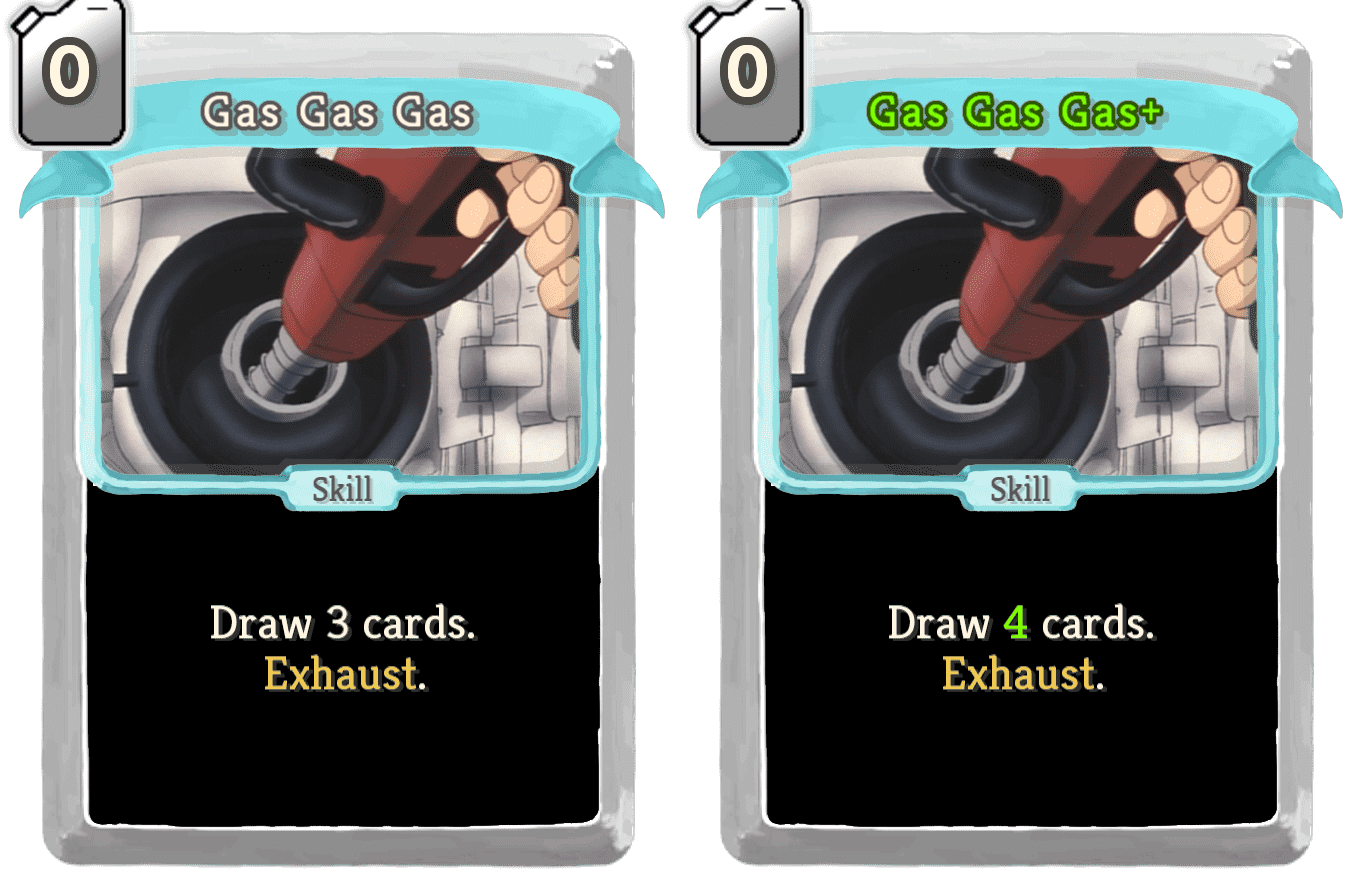 0
Gas Gas Gas
Skill
Draw 3 cards.
Exhaust.
0
Gas Gas Gas+
Skill
Draw 4 cards.
Exhaust.